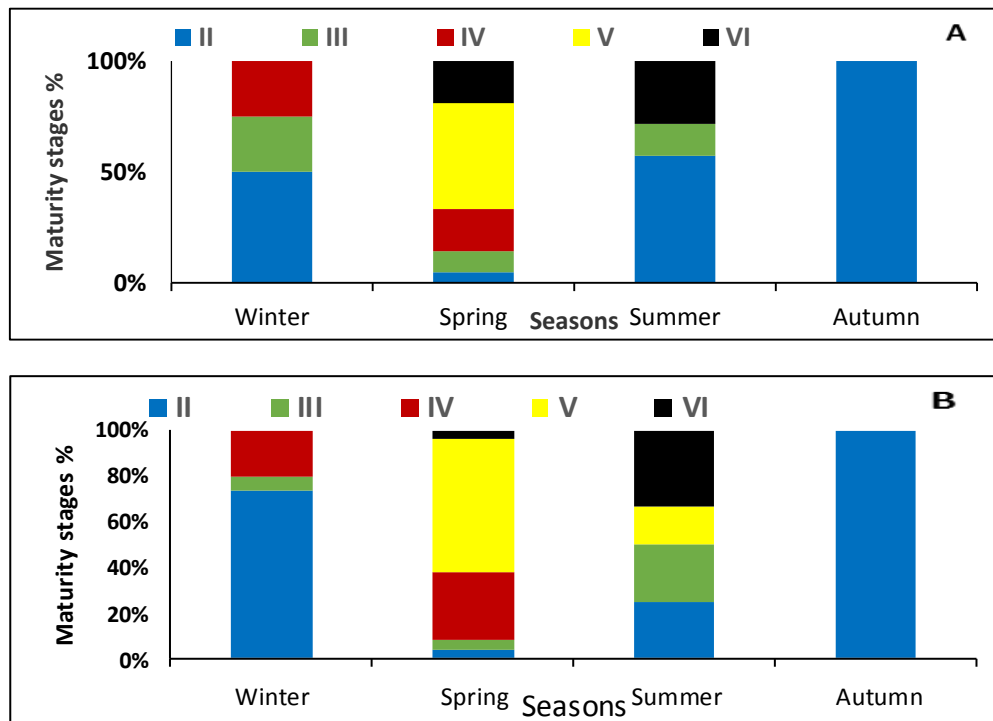 II III IV V VI A
100%
50%
0%
Maturity stages %
Winter Spring Summer Autumn
Seasons
II III IV V VI B
100%
80%
60%
40%
20%
0%
Maturity stages %
Winter Spring Summer Autumn
Seasons